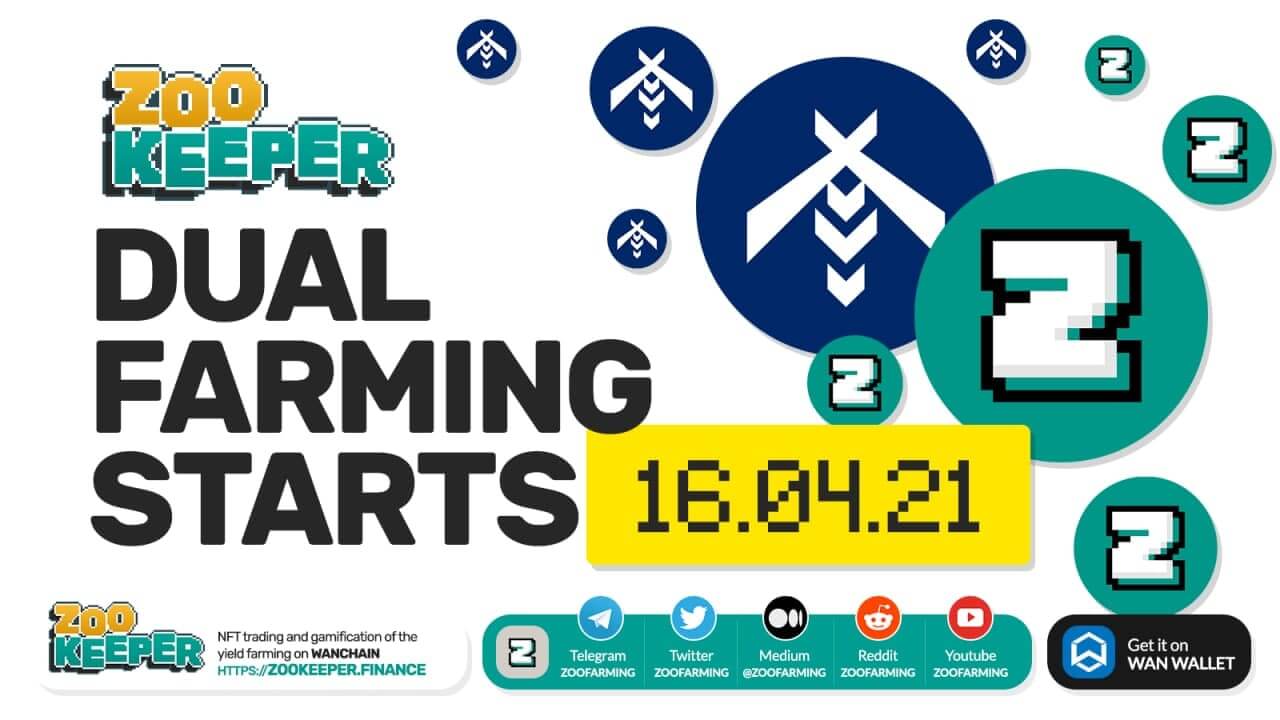 ZOO
KEEPER
DUAL
FARMING
STARTS
16.04.21
Z
Z
Z
Z
Z
ZOO
KEEPER
NFT trading and gamification of the
yield farming on WANCHAIN
HTTPS://ZOOKEEPER.FINANCE
Z
Telegram
ZOOFARMING
Twitter
ZOOFARMING
Medium
@ZOOFARMING
Reddit
ZOOFARMING
Youtube
ZOOFARMING
Get it on
WAN WALLET